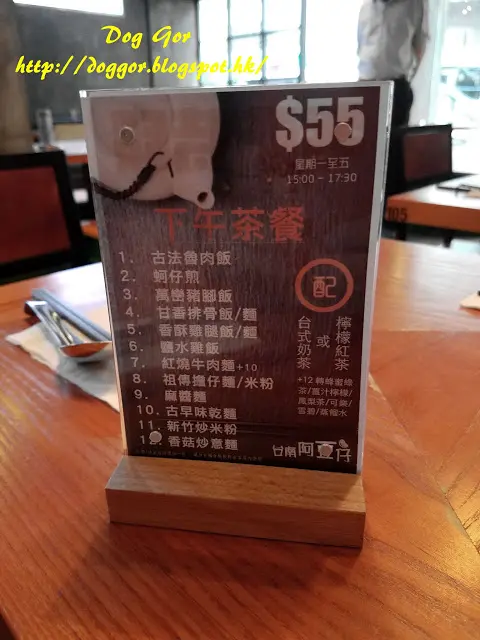 Dog Gor
http://doggor.blogspot.hk/
$55
星期一至五
15:00 - 17:30
下午茶餐
1. 古法魯肉飯
2. 蚵仔煎
3. 萬巒豬腳飯
4. 甘香排骨飯/麵
5. 香酥雞腿飯/麵
6. 鹽水雞飯
7. 紅燒牛肉麵+10
8. 祖傳擔仔麵/米粉
9. 麻醬麵
10. 古早味乾麵
11. 新竹炒米粉
12. 香菇炒意麵
配
檸檬紅茶
或
台式奶茶
+12 轉蜂蜜綠
茶/薑汁檸檬/
鳳梨茶/可樂/
雪碧/蒸餾水
台南阿豆仔
105